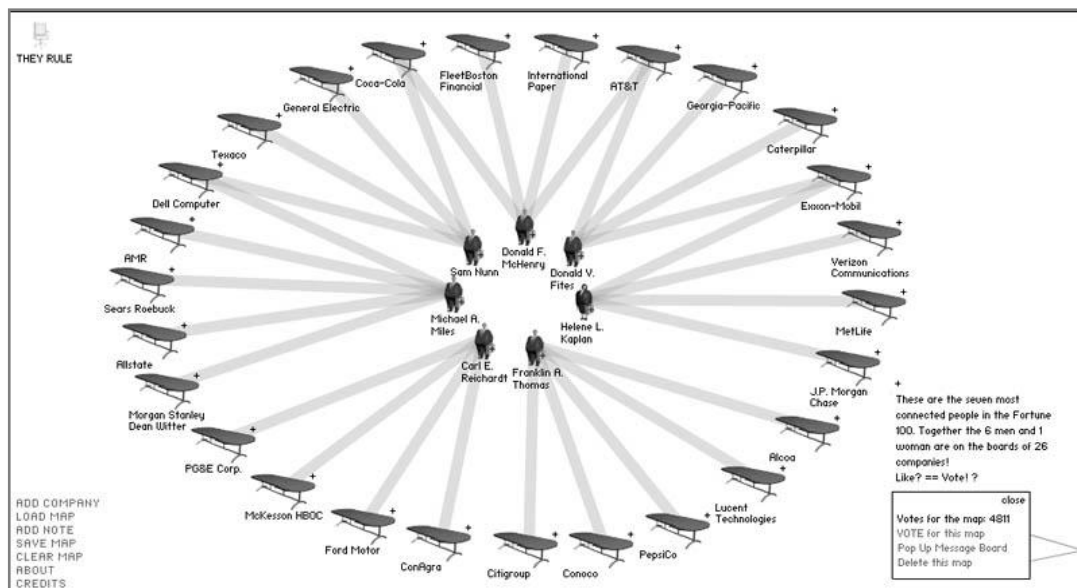 THEY RULE
Coca-Cola
FleetBoston
Financial
International
Paper
AT&T
Georgia-Pacific
General Electric
Caterpillar
Texaco
Exxon-Mobil
Dell Computer
Verizon
Communications
AMR
Sam Nunn
Donald F.
McHenry
Donald V.
Fites
Sears Roebuck
Michael A.
Miles
Helene L.
Kaplan
MetLife
Allstate
Carl E.
Reichardt
Franklin A.
Thomas
J.P. Morgan
Chase
Morgan Stanley
Dean Witter
PG&E Corp.
Alcoa
McKesson HBOC
Lucent
Technologies
Ford Motor
ConAgra
Citigroup
Conoco
PepsiCo
These are the seven most
connected people in the Fortune
100. Together the 6 men and 1
woman are on the boards of 26
companies!
Like? == Vote! ?
close
Votes for the map: 4811
VOTE for this map
Pop Up Message Board
Delete this map
ADD COMPANY
LOAD MAP
ADD NOTE
SAVE MAP
CLEAR MAP
ABOUT
CREDITS